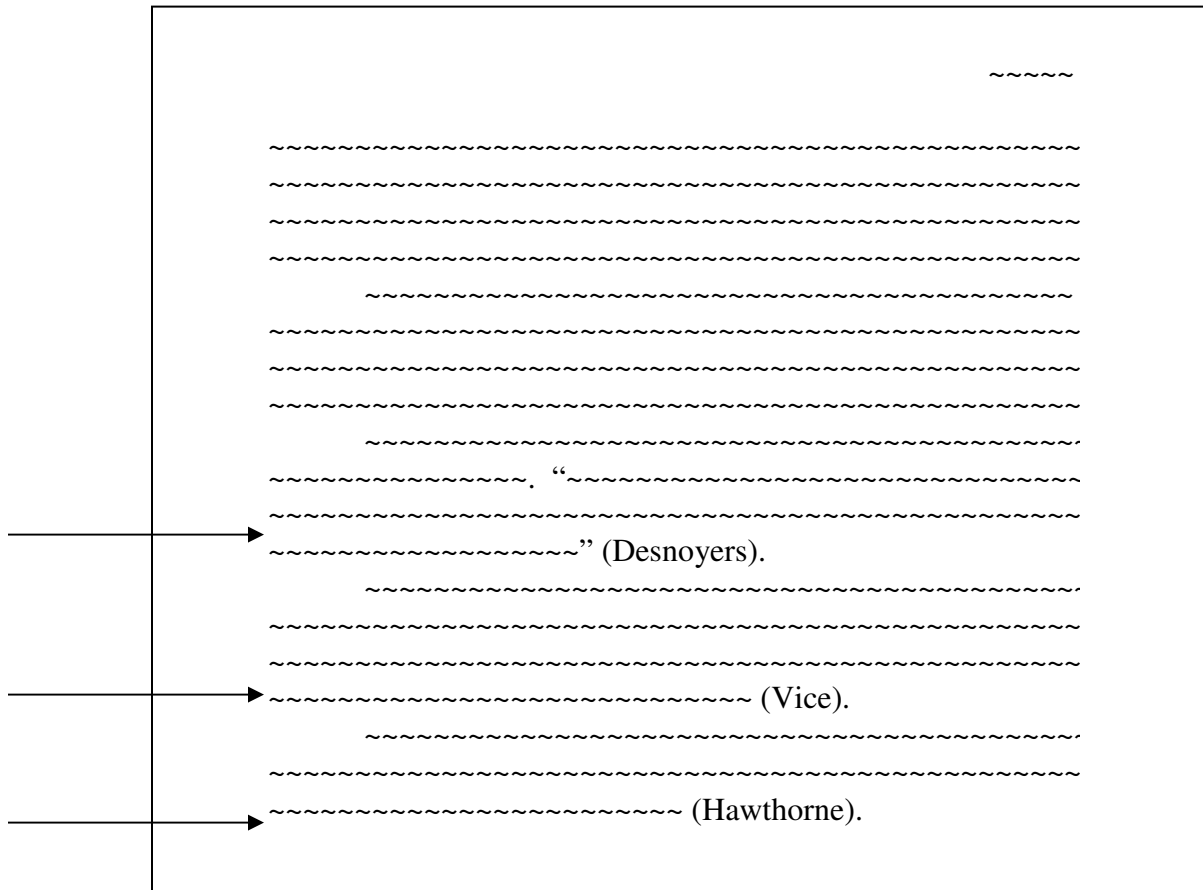 . “
” (Desnoyers).
(Vice).
(Hawthorne).